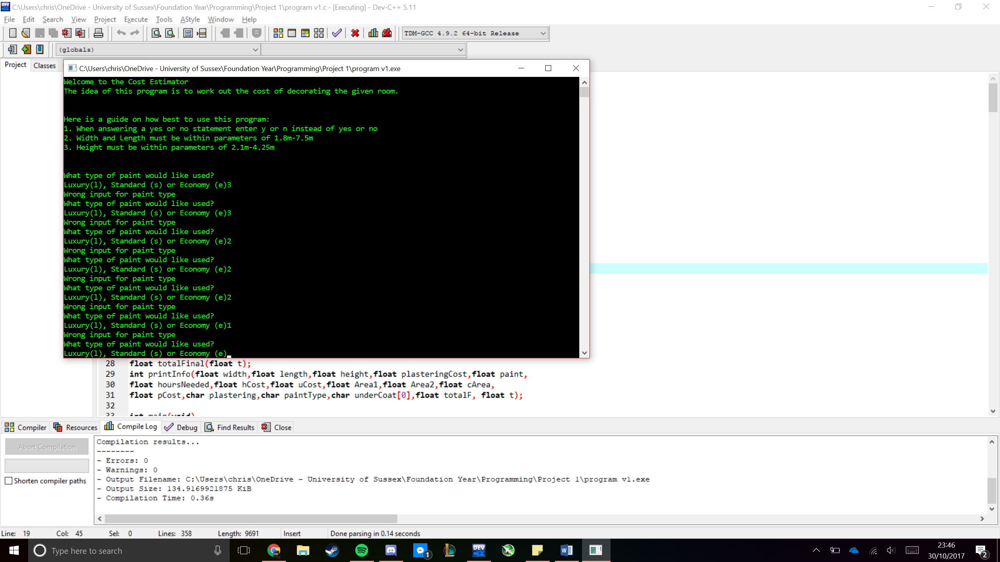 C:\Users\chris\OneDrive - University of Sussex\Foundation Year\Programming\Project 1\program v1.c - [Executing] - Dev-C++ 5.11
File Edit Search View Project Execute Tools AStyle Window Help
TDM-GCC 4.9.2 64-bit Release
(globals)
Project Classes
C:\Users\chris\OneDrive - University of Sussex\Foundation Year\Programming\Project 1\program v1.exe
Welcome to the Cost Estimator
The idea of this program is to work out the cost of decorating the given room.
Here is a guide on how best to use this program:
1. When answering a yes or no statement enter y or n instead of yes or no
2. Width and Length must be within parameters of 1.8m-7.5m
3. Height must be within parameters of 2.1m-4.25m
What type of paint would like used?
Luxury(l), Standard (s) or Economy (e)3
Wrong input for paint type
What type of paint would like used?
Luxury(l), Standard (s) or Economy (e)3
Wrong input for paint type
What type of paint would like used?
Luxury(l), Standard (s) or Economy (e)2
Wrong input for paint type
What type of paint would like used?
Luxury(l), Standard (s) or Economy (e)2
Wrong input for paint type
What type of paint would like used?
Luxury(l), Standard (s) or Economy (e)2
Wrong input for paint type
What type of paint would like used?
Luxury(l), Standard (s) or Economy (e)1
Wrong input for paint type
What type of paint would like used?
Luxury(l), Standard (s) or Economy (e)
28 float totalFinal(float t);
29 int printInfo(float width,float length,float height,float plasteringCost,float paint,
30 float hoursNeeded,float hCost,float uCost,float Area1,float Area2,float cArea,
31 float pCost,char plastering,char paintType,char underCoat[0],float totalF, float t);
32
33 int main(void)
Compiler Resources Compile Log Debug Find Results Close
Abort Compilation
Shorten compiler paths
Compilation results...
--------
- Errors: 0
- Warnings: 0
- Output Filename: C:\Users\chris\OneDrive - University of Sussex\Foundation Year\Programming\Project 1\program v1.exe
- Output Size: 134.9169921875 KiB
- Compilation Time: 0.36s
Line: 19 Col: 45 Sel: 0 Lines: 358 Length: 9691 Insert Done parsing in 0.14 seconds
Type here to search
DEV C++
1
23:46
30/10/2017
2